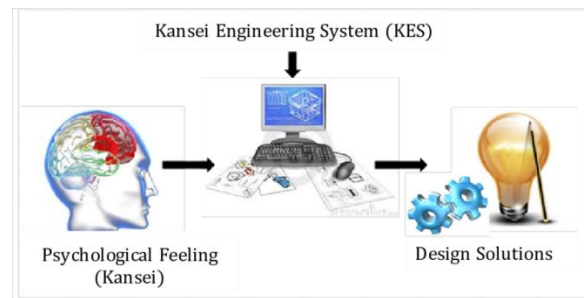 Kansei Engineering System (KES)
Psychological Feeling
(Kansei)
Design Solutions